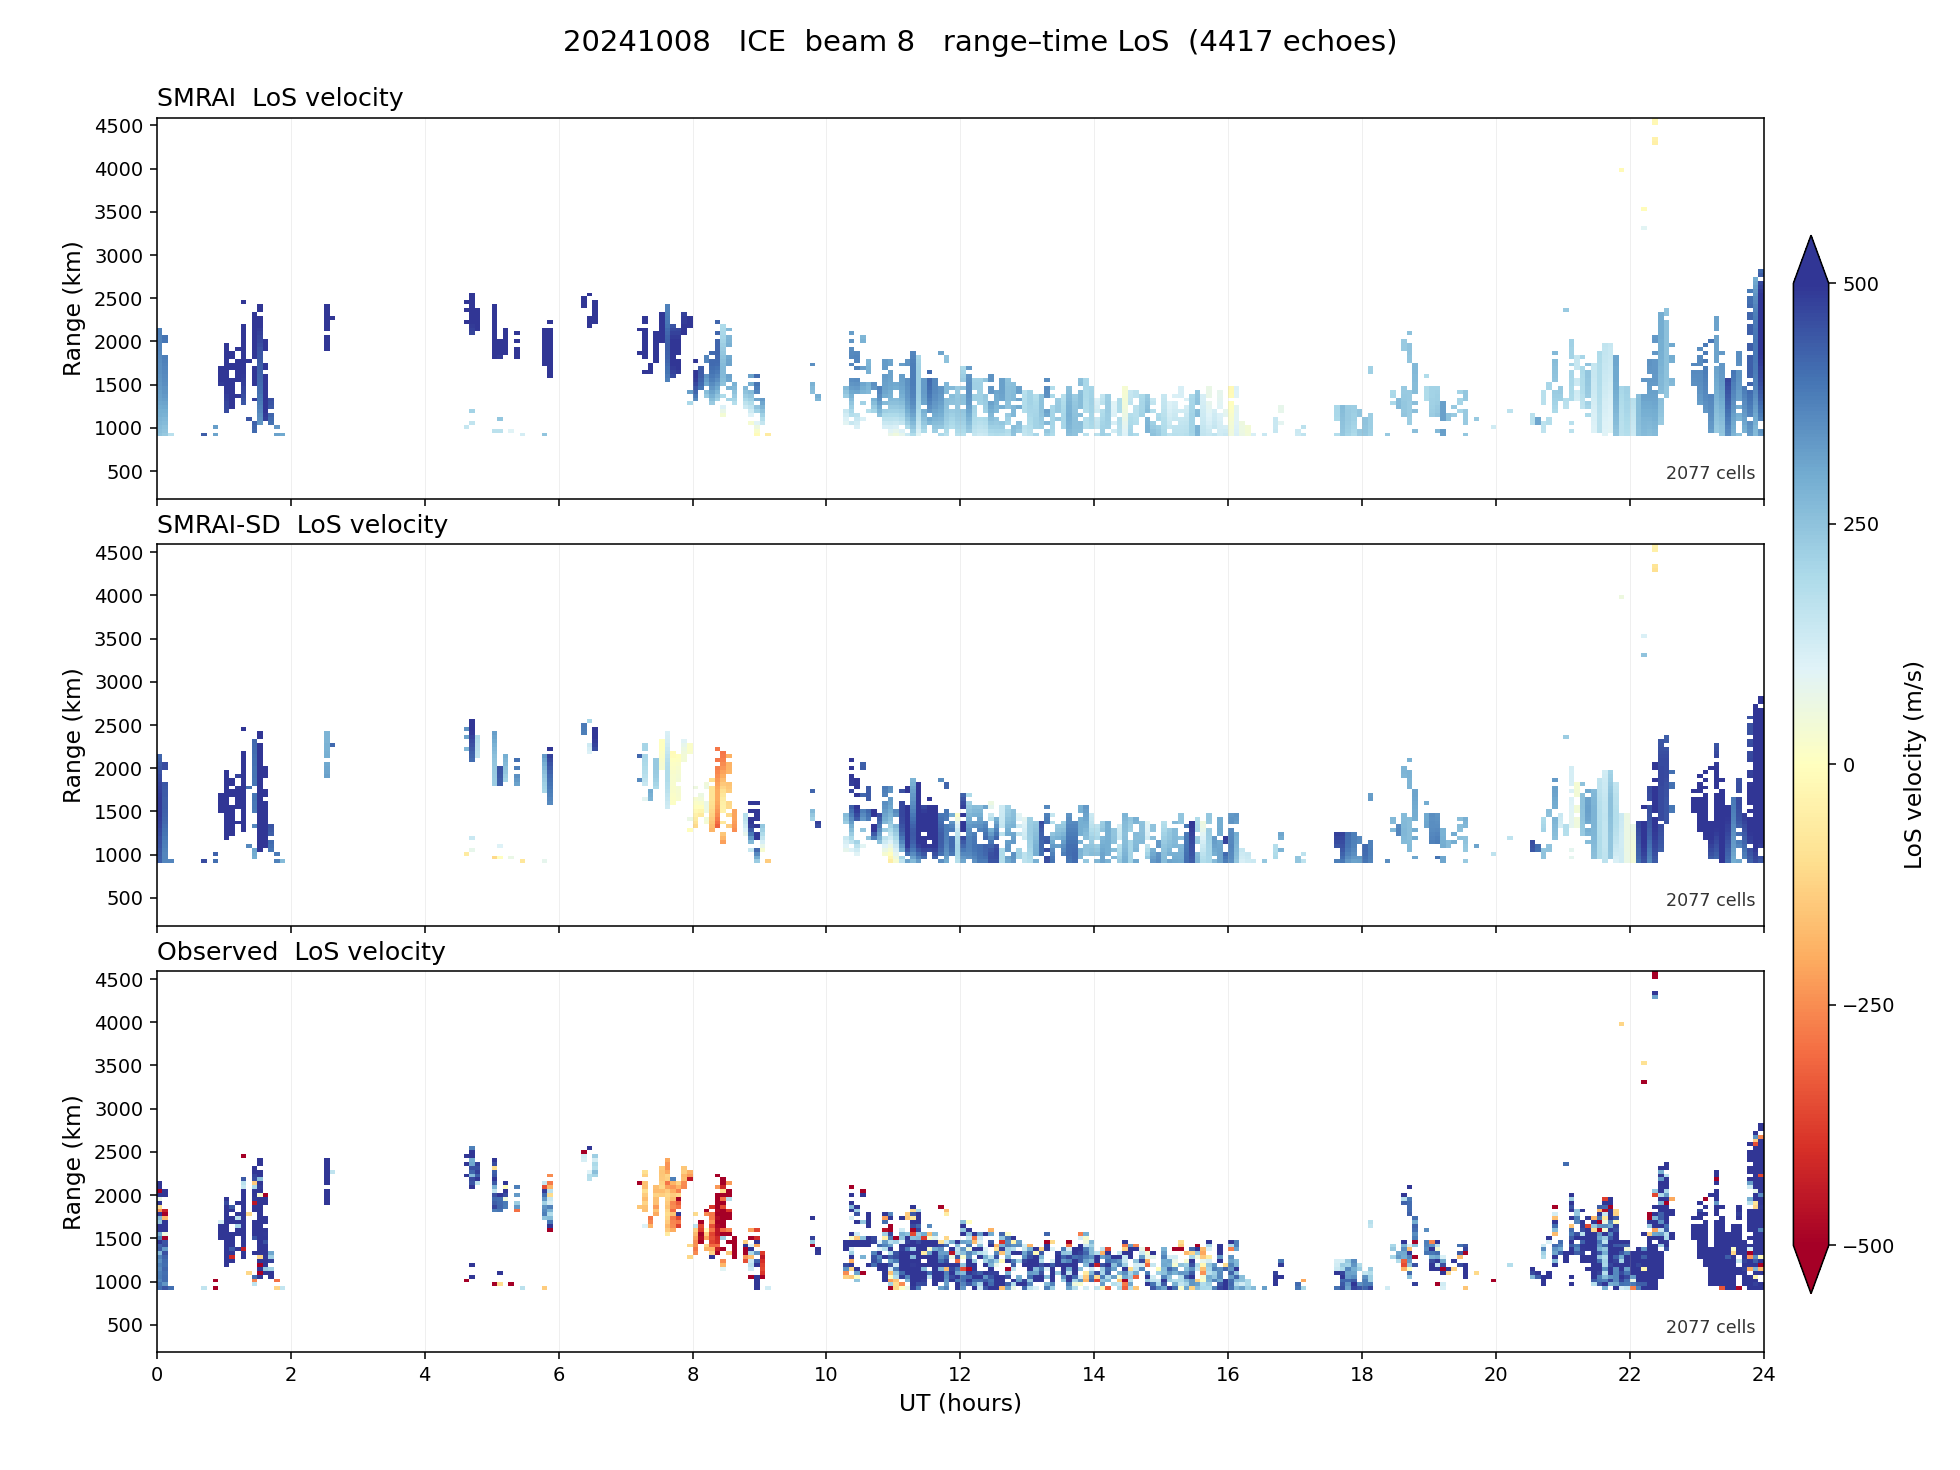 20241008   ICE  beam 8   range–time LoS  (4417 echoes)
SMRAI  LoS velocity
4500
4000
3500
3000
2500
2000
1500
1000
500
Range (km)
2077 cells
SMRAI-SD  LoS velocity
4500
4000
3500
3000
2500
2000
1500
1000
500
Range (km)
2077 cells
Observed  LoS velocity
4500
4000
3500
3000
2500
2000
1500
1000
500
Range (km)
2077 cells
0 2 4 6 8 10 12 14 16 18 20 22 24
UT (hours)
500
250
0
−250
−500
LoS velocity (m/s)